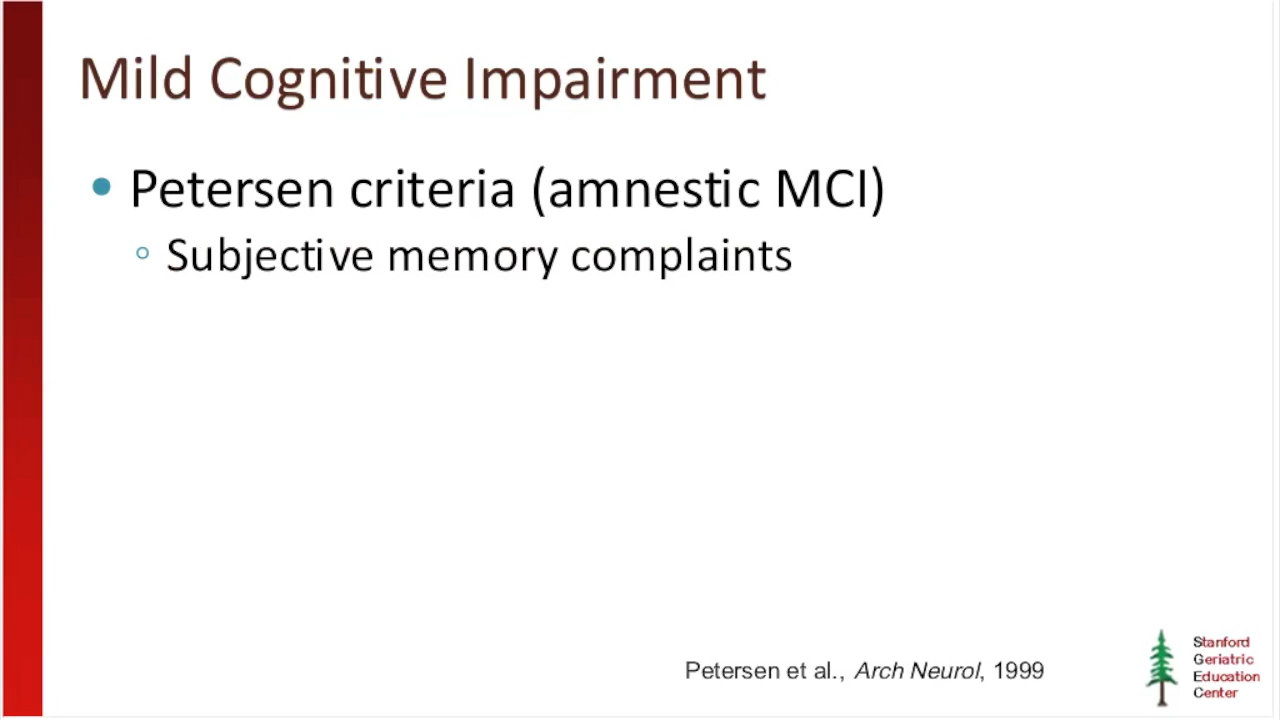 Mild Cognitive Impairment
• Petersen criteria (amnestic MCI)
◦ Subjective memory complaints
Petersen et al., Arch Neurol, 1999
Stanford
Geriatric
Education
Center